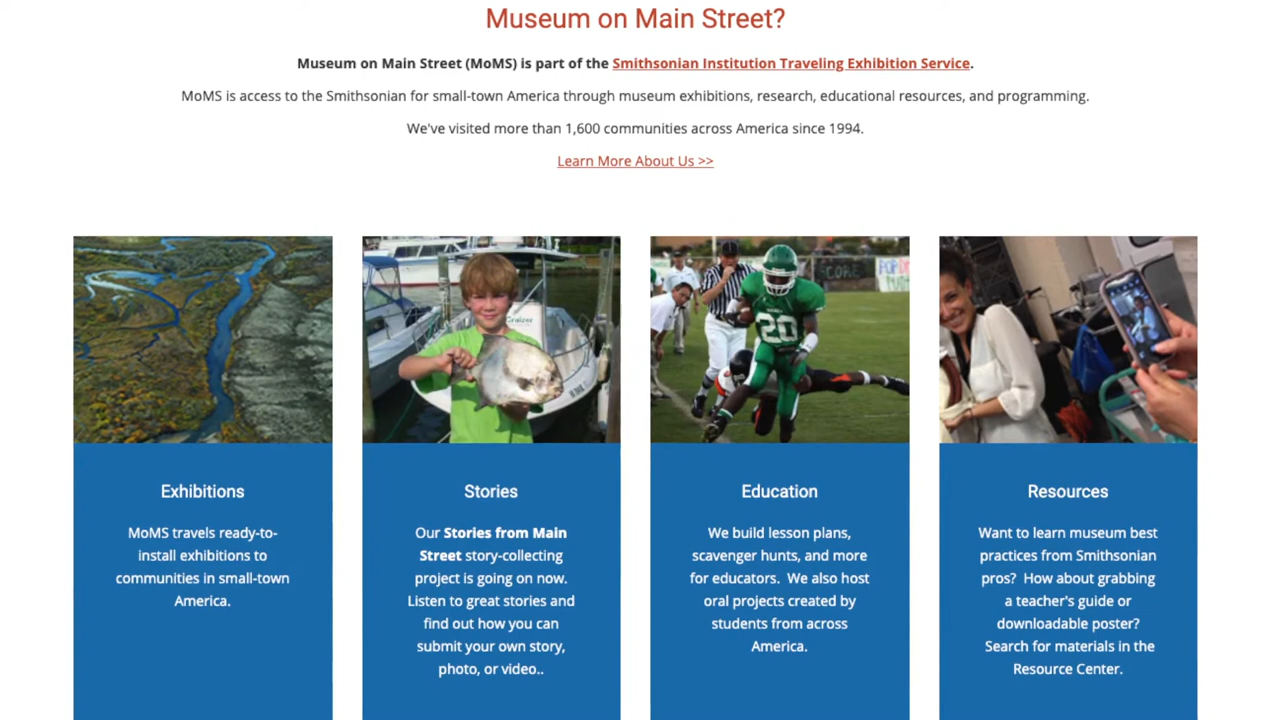 Museum on Main Street?
Museum on Main Street (MoMS) is part of the Smithsonian Institution Traveling Exhibition Service.
MoMS is access to the Smithsonian for small-town America through museum exhibitions, research, educational resources, and programming.
We've visited more than 1,600 communities across America since 1994.
Learn More About Us >>
20
Exhibitions
MoMS travels ready-to-
install exhibitions to
communities in small-town
America.
Stories
Our Stories from Main
Street story-collecting
project is going on now.
Listen to great stories and
find out how you can
submit your own story,
photo, or video..
Education
We build lesson plans,
scavenger hunts, and more
for educators.  We also host
oral projects created by
students from across
America.
Resources
Want to learn museum best
practices from Smithsonian
pros?  How about grabbing
a teacher's guide or
downloadable poster?
Search for materials in the
Resource Center.